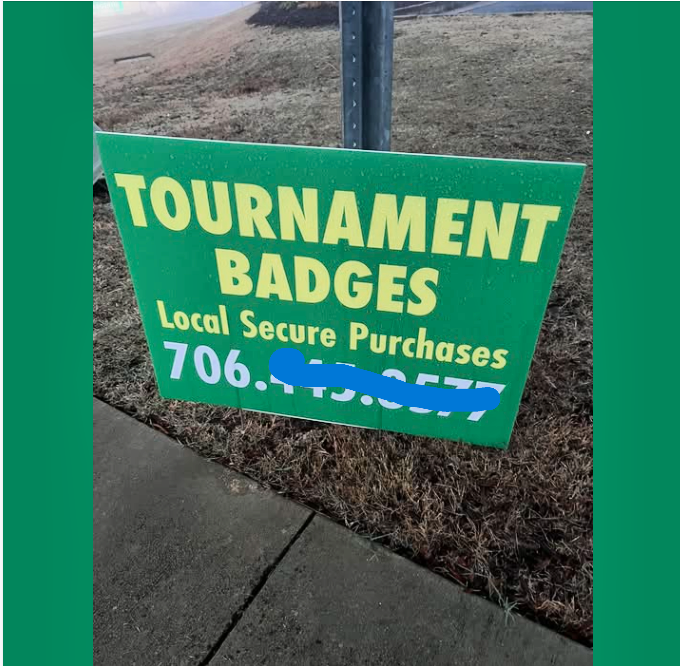 TOURNAMENT
BADGES
Local Secure Purchases
706.